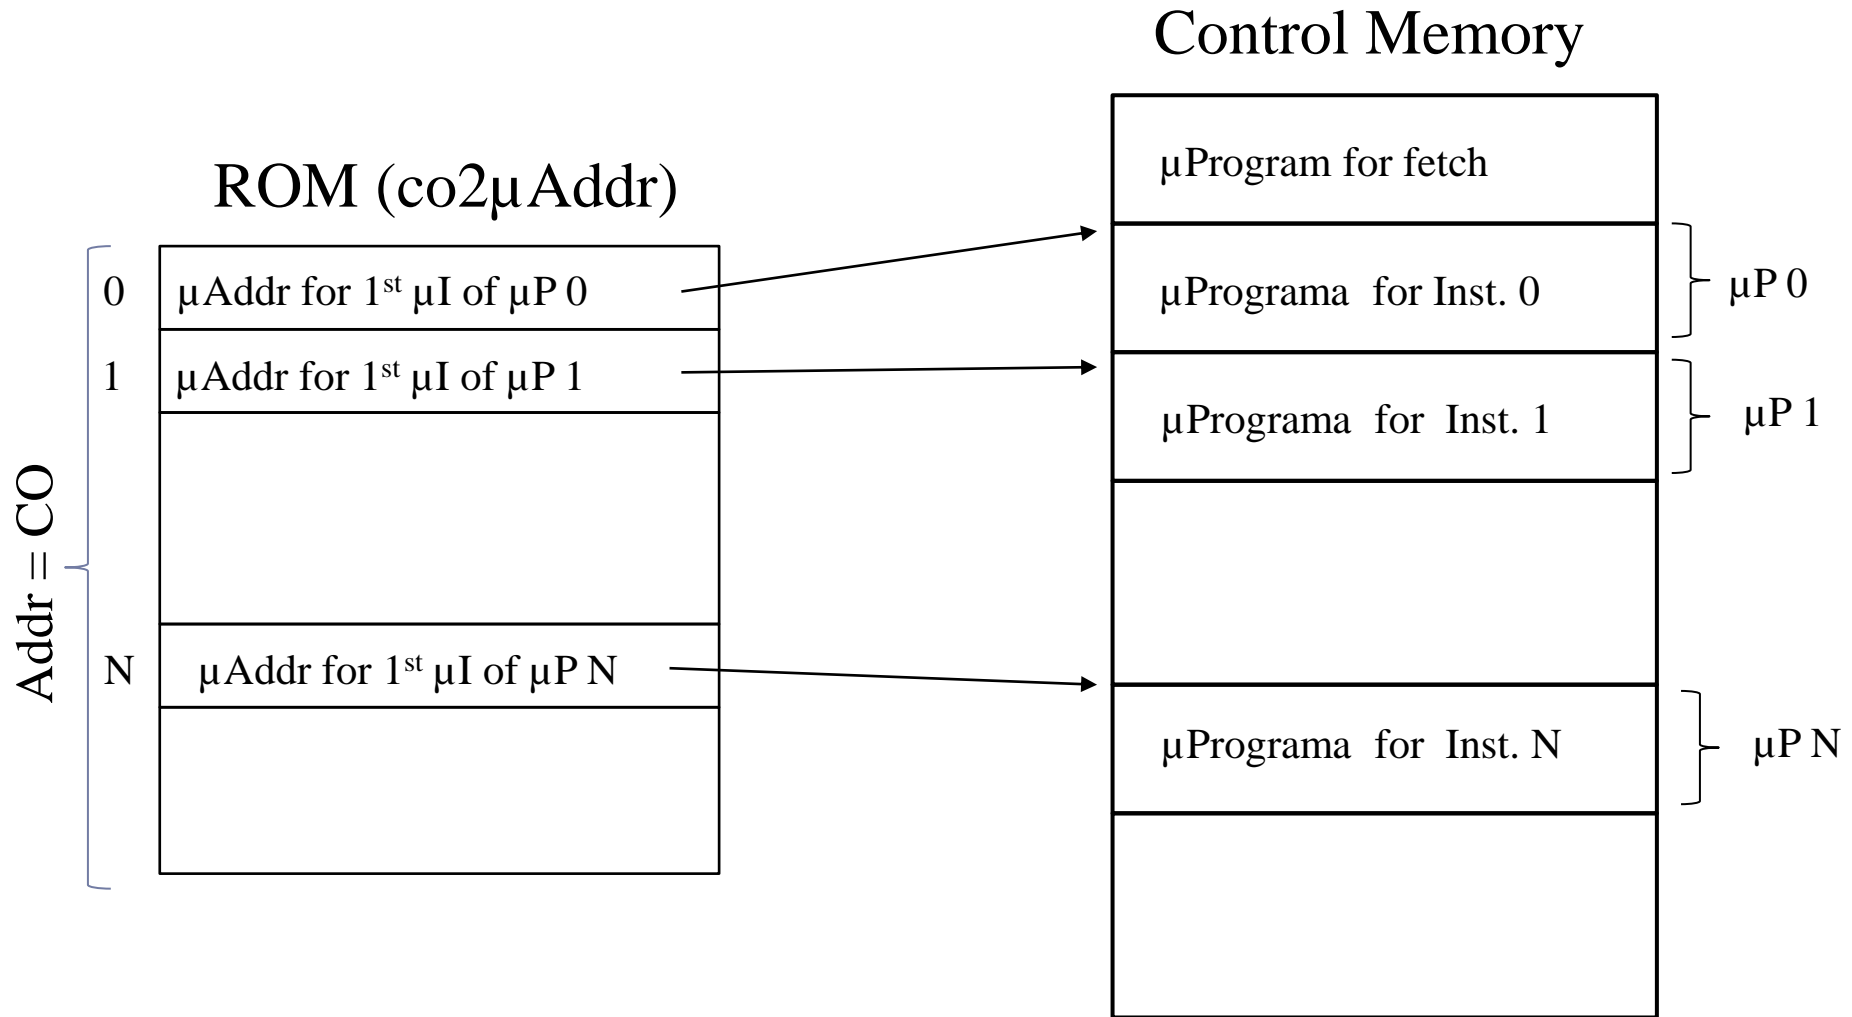 Control Memory
ROM (co2µAddr)
µProgram for fetch
0 µAddr for 1st µI of µP 0
µPrograma for Inst. 0
µP 0
1 µAddr for 1st µI of µP 1
µPrograma for Inst. 1
µP 1
Addr = CO
N µAddr for 1st µI of µP N
µPrograma for Inst. N
µP N